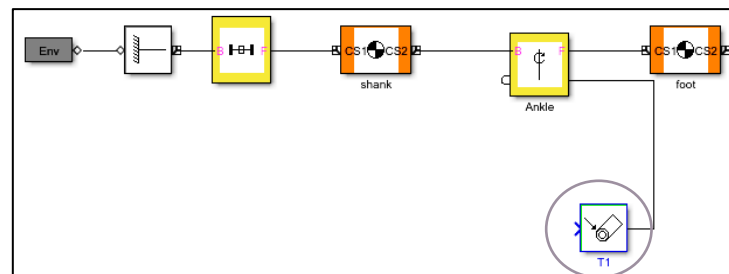 Env
B F
CS1 CS2
shank
B F
Ankle
CS1 CS2
foot
T1